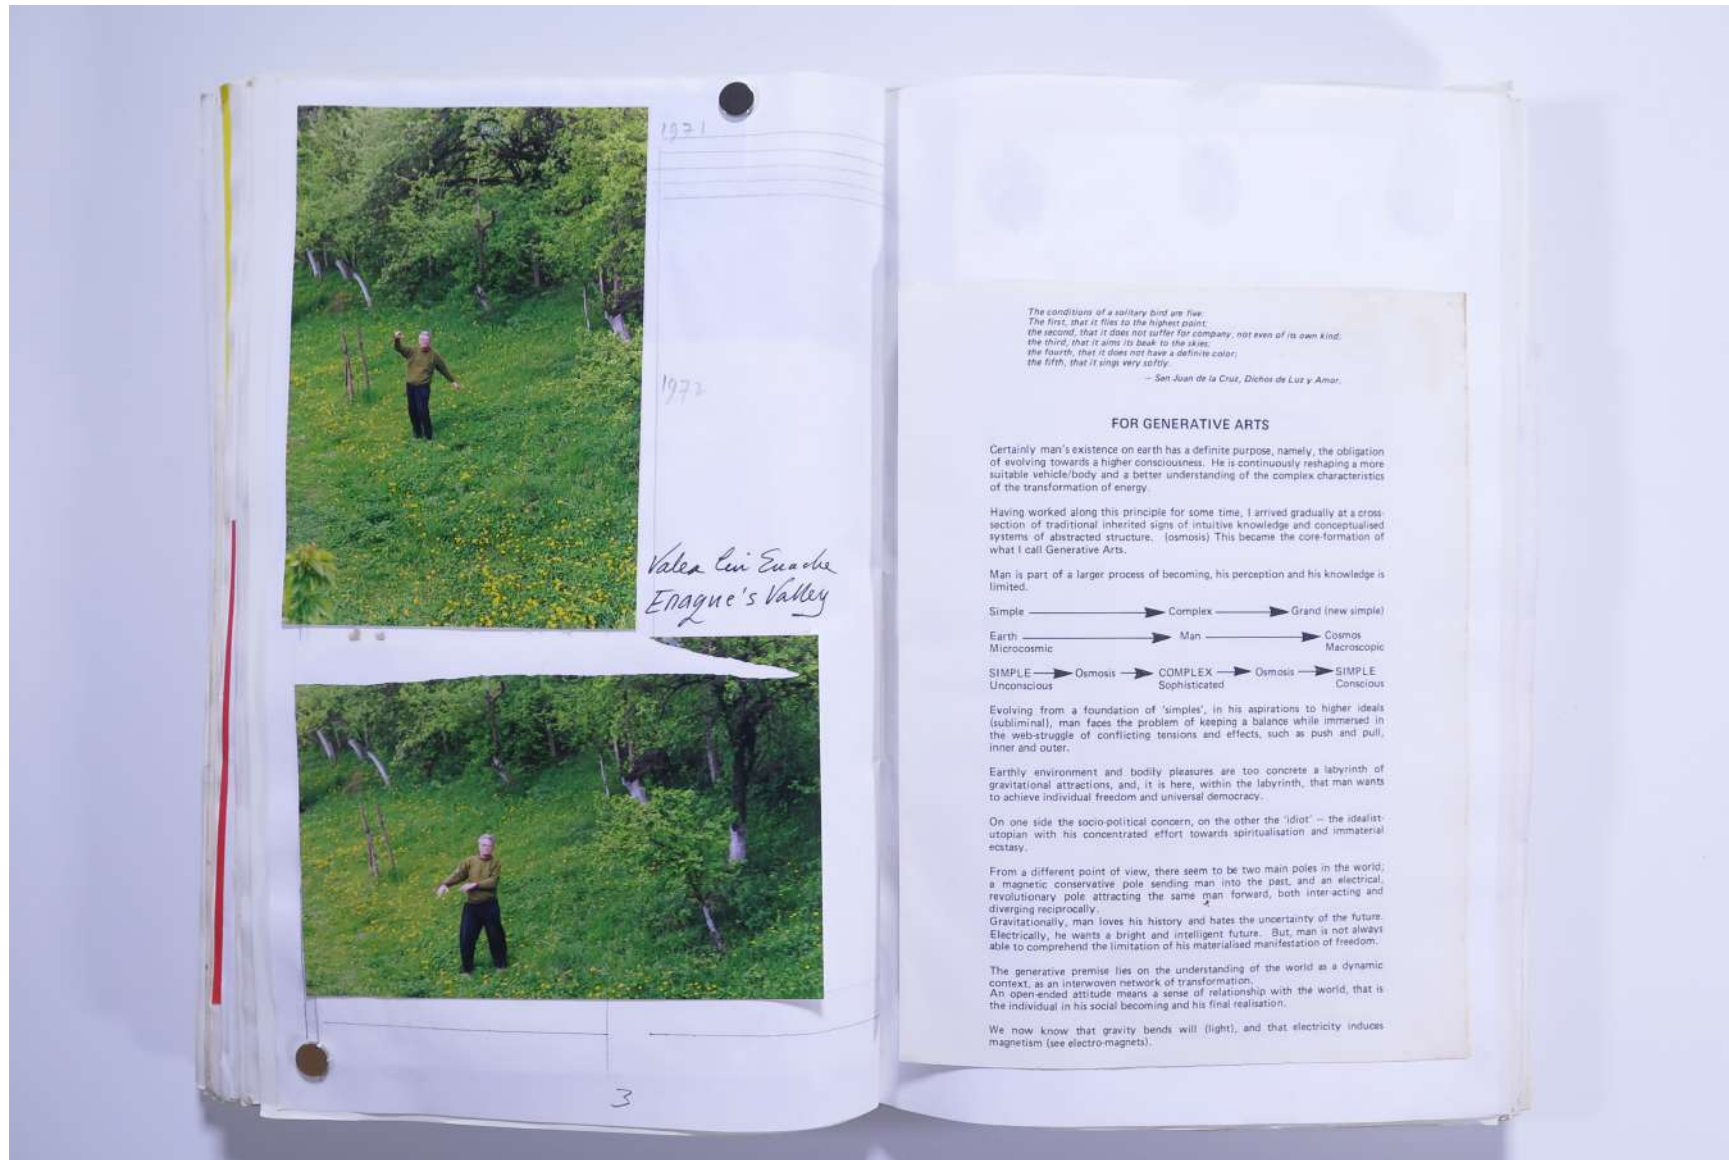 1971
1972
Valea lui Enache
Enaque's Valley
3
The conditions of a solitary bird are five:
The first, that it flies to the highest point;
the second, that it does not suffer for company, not even of its own kind;
the third, that it aims its beak to the skies;
the fourth, that it does not have a definite color;
the fifth, that it sings very softly.
– San Juan de la Cruz, Dichos de Luz y Amor.
FOR GENERATIVE ARTS
Certainly man's existence on earth has a definite purpose, namely, the obligation
of evolving towards a higher consciousness. He is continuously reshaping a more
suitable vehicle/body and a better understanding of the complex characteristics
of the transformation of energy.
Having worked along this principle for some time, I arrived gradually at a cross-
section of traditional inherited signs of intuitive knowledge and conceptualised
systems of abstracted structure. (osmosis) This became the core-formation of
what I call Generative Arts.
Man is part of a larger process of becoming, his perception and his knowledge is
limited.
Simple Complex Grand (new simple)
Earth Man Cosmos
Microcosmic Macroscopic
SIMPLE Osmosis COMPLEX Osmosis SIMPLE
Unconscious Sophisticated Conscious
Evolving from a foundation of 'simples', in his aspirations to higher ideals
(subliminal), man faces the problem of keeping a balance while immersed in
the web-struggle of conflicting tensions and effects, such as push and pull,
inner and outer.
Earthly environment and bodily pleasures are too concrete a labyrinth of
gravitational attractions, and, it is here, within the labyrinth, that man wants
to achieve individual freedom and universal democracy.
On one side the socio-political concern, on the other the 'idiot' – the idealist-
utopian with his concentrated effort towards spiritualisation and immaterial
ecstasy.
From a different point of view, there seem to be two main poles in the world;
a magnetic conservative pole sending man into the past, and an electrical,
revolutionary pole attracting the same man forward, both inter-acting and
diverging reciprocally.
Gravitationally, man loves his history and hates the uncertainty of the future.
Electrically, he wants a bright and intelligent future. But, man is not always
able to comprehend the limitation of his materialised manifestation of freedom.
The generative premise lies on the understanding of the world as a dynamic
context, as an interwoven network of transformation.
An open-ended attitude means a sense of relationship with the world, that is
the individual in his social becoming and his final realisation.
We now know that gravity bends will (light), and that electricity induces
magnetism (see electro-magnets).